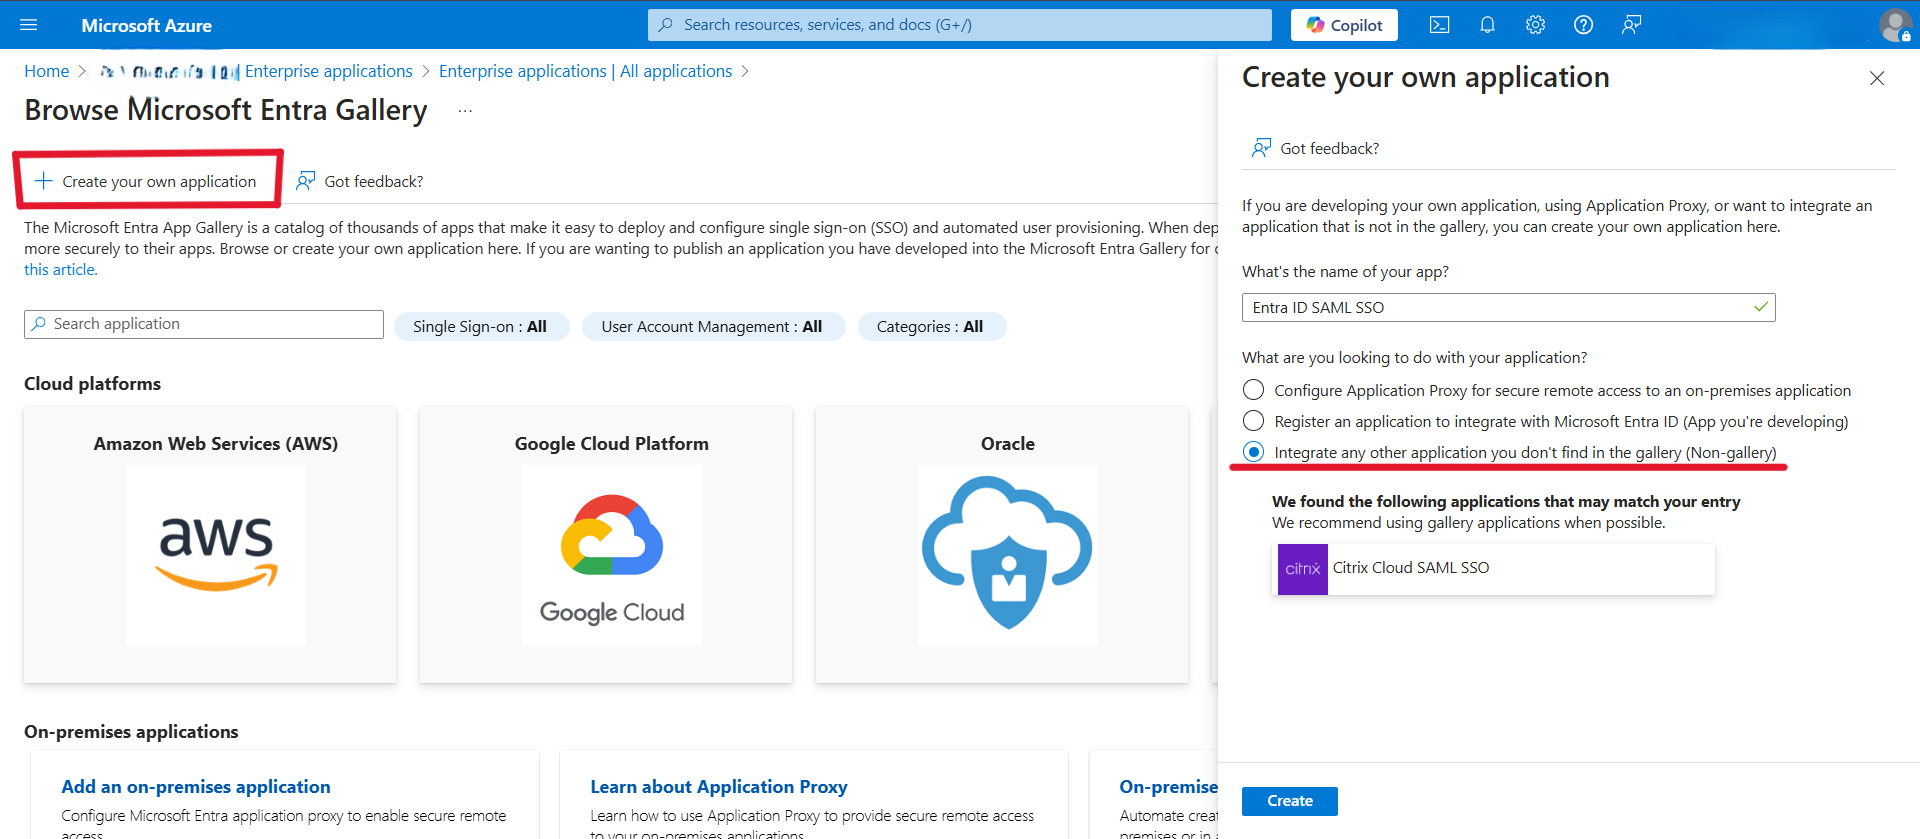 Microsoft Azure
Search resources, services, and docs (G+/)
Copilot
Home > | Enterprise applications > Enterprise applications | All applications >
Browse Microsoft Entra Gallery ...
+ Create your own application
Got feedback?
The Microsoft Entra App Gallery is a catalog of thousands of apps that make it easy to deploy and configure single sign-on (SSO) and automated user provisioning. When dep
more securely to their apps. Browse or create your own application here. If you are wanting to publish an application you have developed into the Microsoft Entra Gallery for
this article.
Search application
Single Sign-on : All
User Account Management : All
Categories : All
Cloud platforms
Amazon Web Services (AWS)
aws
Google Cloud Platform
Google Cloud
Oracle
On-premises applications
Add an on-premises application
Configure Microsoft Entra application proxy to enable secure remote
access
Learn about Application Proxy
Learn how to use Application Proxy to provide secure remote access
to your on-premises applications
On-premise
Automate creat
premises or in
Create your own application
Got feedback?
If you are developing your own application, using Application Proxy, or want to integrate an
application that is not in the gallery, you can create your own application here.
What's the name of your app?
Entra ID SAML SSO
What are you looking to do with your application?
Configure Application Proxy for secure remote access to an on-premises application
Register an application to integrate with Microsoft Entra ID (App you're developing)
Integrate any other application you don't find in the gallery (Non-gallery)
We found the following applications that may match your entry
We recommend using gallery applications when possible.
citrix
Citrix Cloud SAML SSO
Create